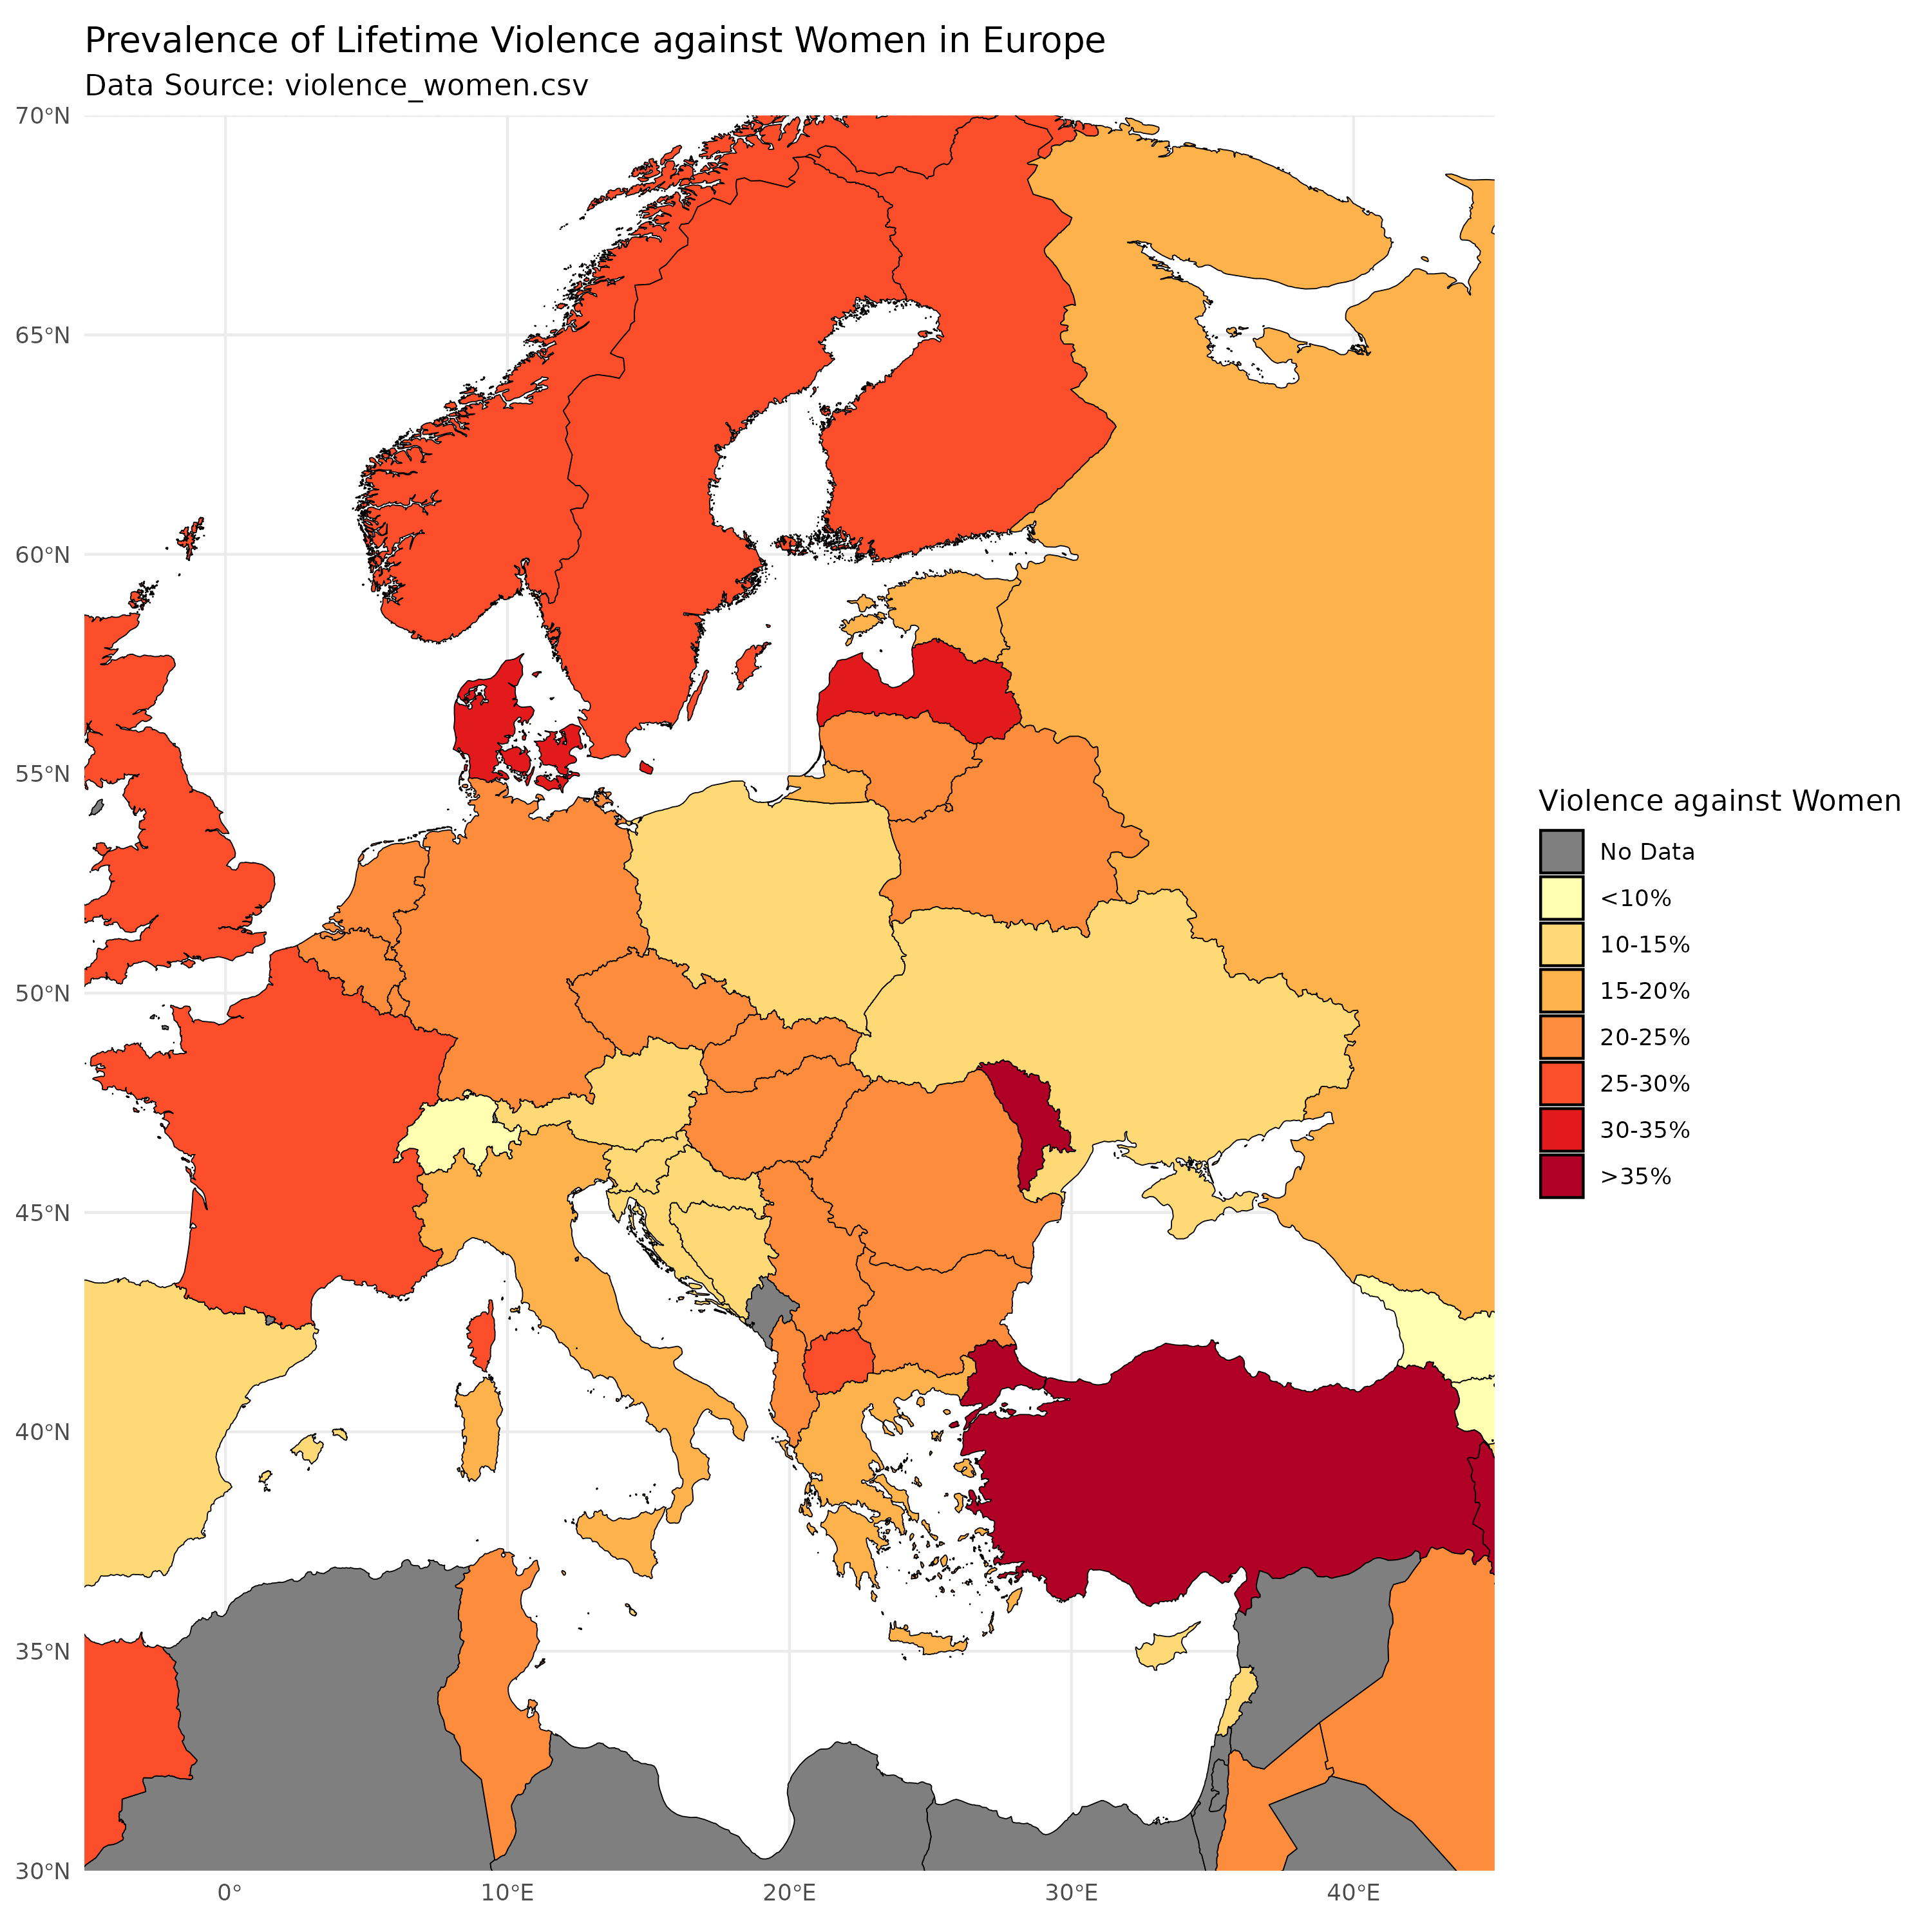 Prevalence of Lifetime Violence against Women in Europe
Data Source: violence_women.csv
70°N
65°N
60°N
55°N
50°N
45°N
40°N
35°N
30°N
0°
10°E
20°E
30°E
40°E
Violence against Women
No Data
<10%
10-15%
15-20%
20-25%
25-30%
30-35%
>35%